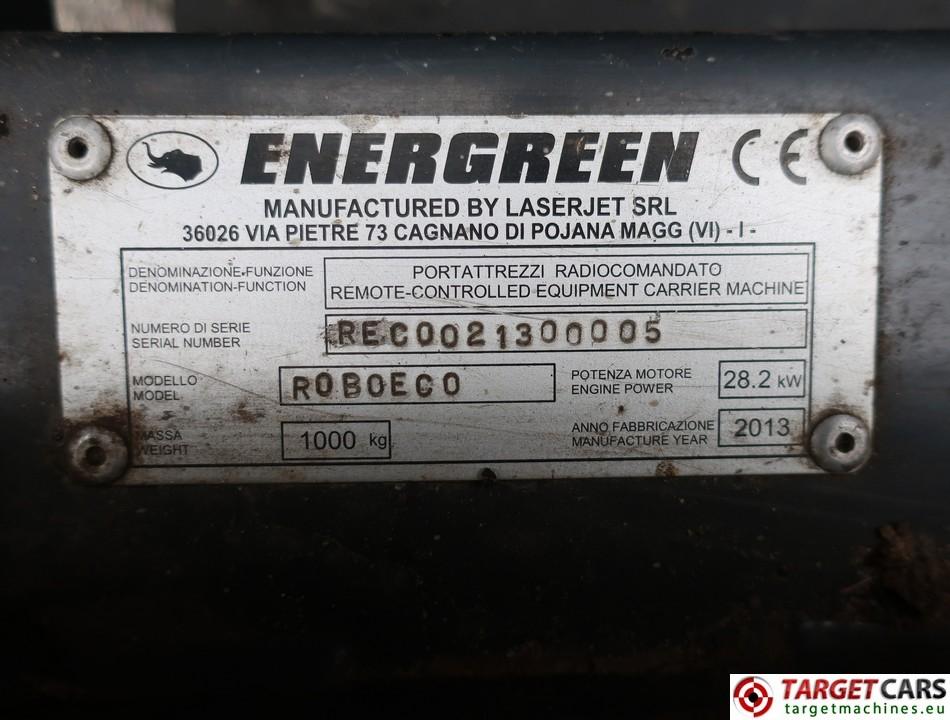 ENERGREEN CE
MANUFACTURED BY LASERJET SRL
36026 VIA PIETRE 73 CAGNANO DI POJANA MAGG (VI) - I -
DENOMINAZIONE-FUNZIONE
DENOMINATION-FUNCTION
PORTATTREZZI RADIOCOMANDATO
REMOTE-CONTROLLED EQUIPMENT CARRIER MACHINE
NUMERO DI SERIE
SERIAL NUMBER
REC0021300005
MODELLO
MODEL
ROBOECO
POTENZA MOTORE
ENGINE POWER
28.2 kW
MASSA
WEIGHT
1000 kg
ANNO FABBRICAZIONE
MANUFACTURE YEAR
2013
TARGET CARS
targetmachines.eu